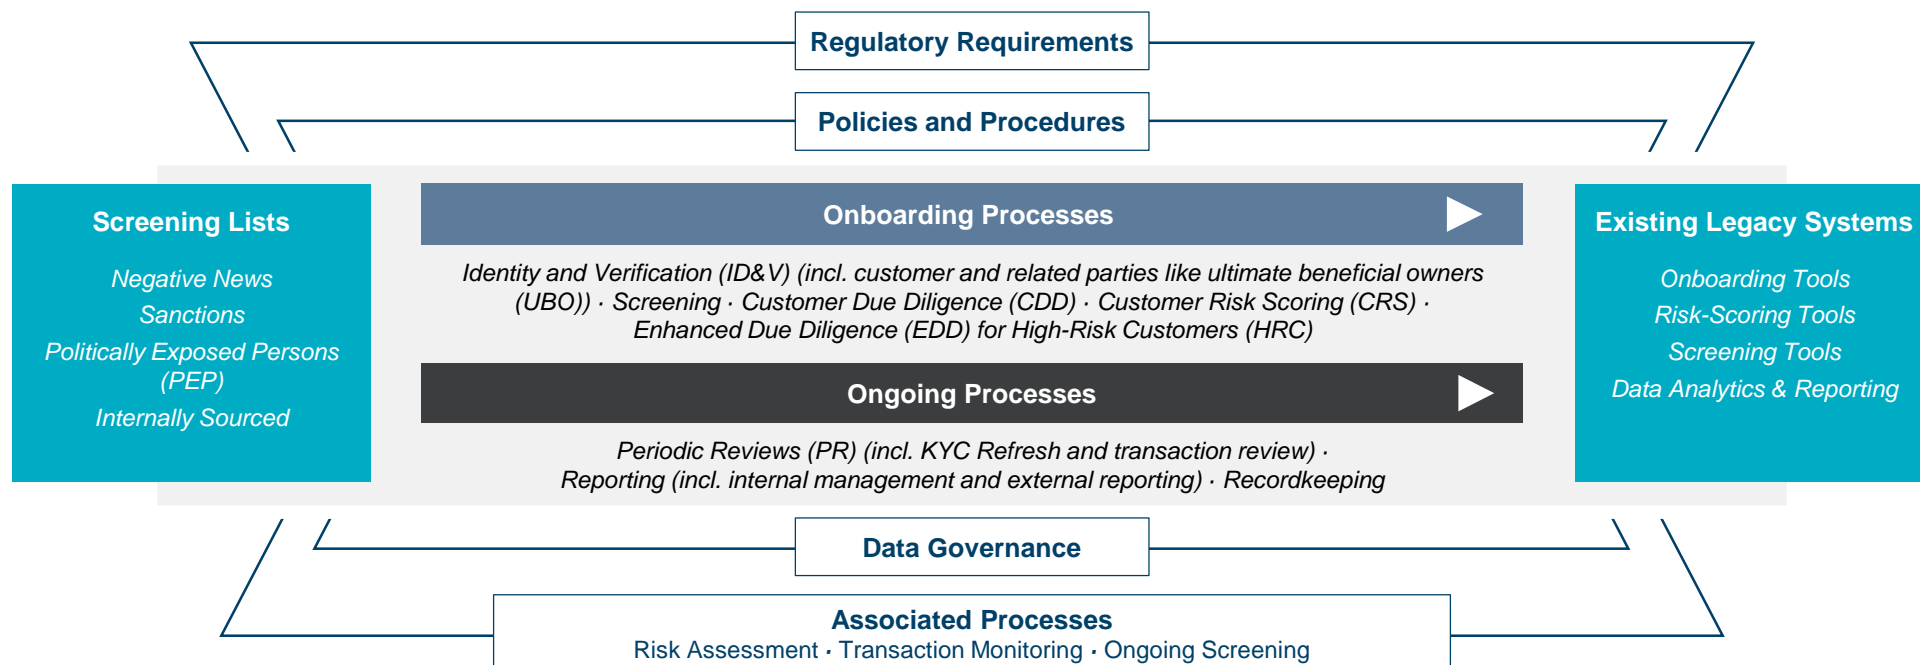 Regulatory Requirements
Policies and Procedures
Screening Lists
Negative News
Sanctions
Politically Exposed Persons
(PEP)
Internally Sourced
Onboarding Processes
Identity and Verification (ID&V) (incl. customer and related parties like ultimate beneficial owners
(UBO)) · Screening · Customer Due Diligence (CDD) · Customer Risk Scoring (CRS) ·
Enhanced Due Diligence (EDD) for High-Risk Customers (HRC)
Ongoing Processes
Periodic Reviews (PR) (incl. KYC Refresh and transaction review) ·
Reporting (incl. internal management and external reporting) · Recordkeeping
Existing Legacy Systems
Onboarding Tools
Risk-Scoring Tools
Screening Tools
Data Analytics & Reporting
Data Governance
Associated Processes
Risk Assessment · Transaction Monitoring · Ongoing Screening